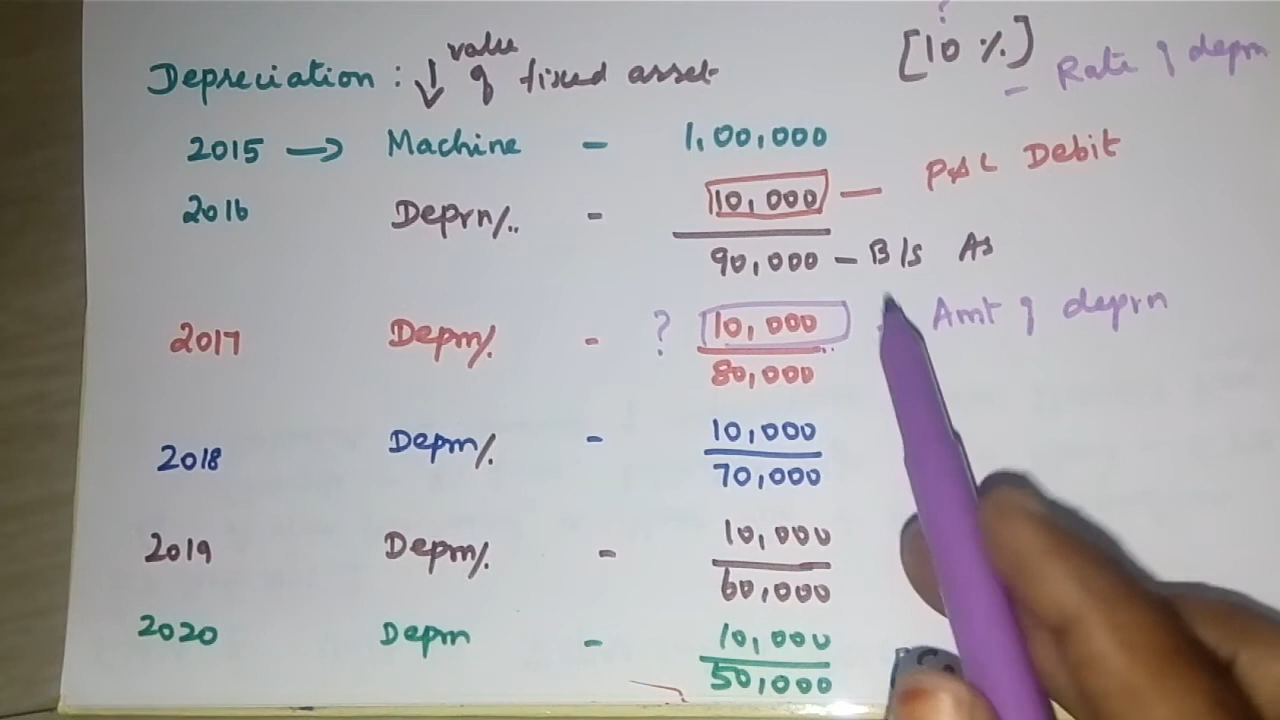 ?
[10 %]
Depreciation : ↓ value of fixed asset
- Rate of deprn
2015 → Machine - 1,00,000
2016 Deprn/.. - 10,000 - P&L Debit
90,000 - B/s As
2017 Deprn/. - ? 10,000 - Amt of deprn
80,000
2018 Deprn/. - 10,000
70,000
2019 Deprn/. - 10,000
60,000
2020 Deprn - 10,000
50,000